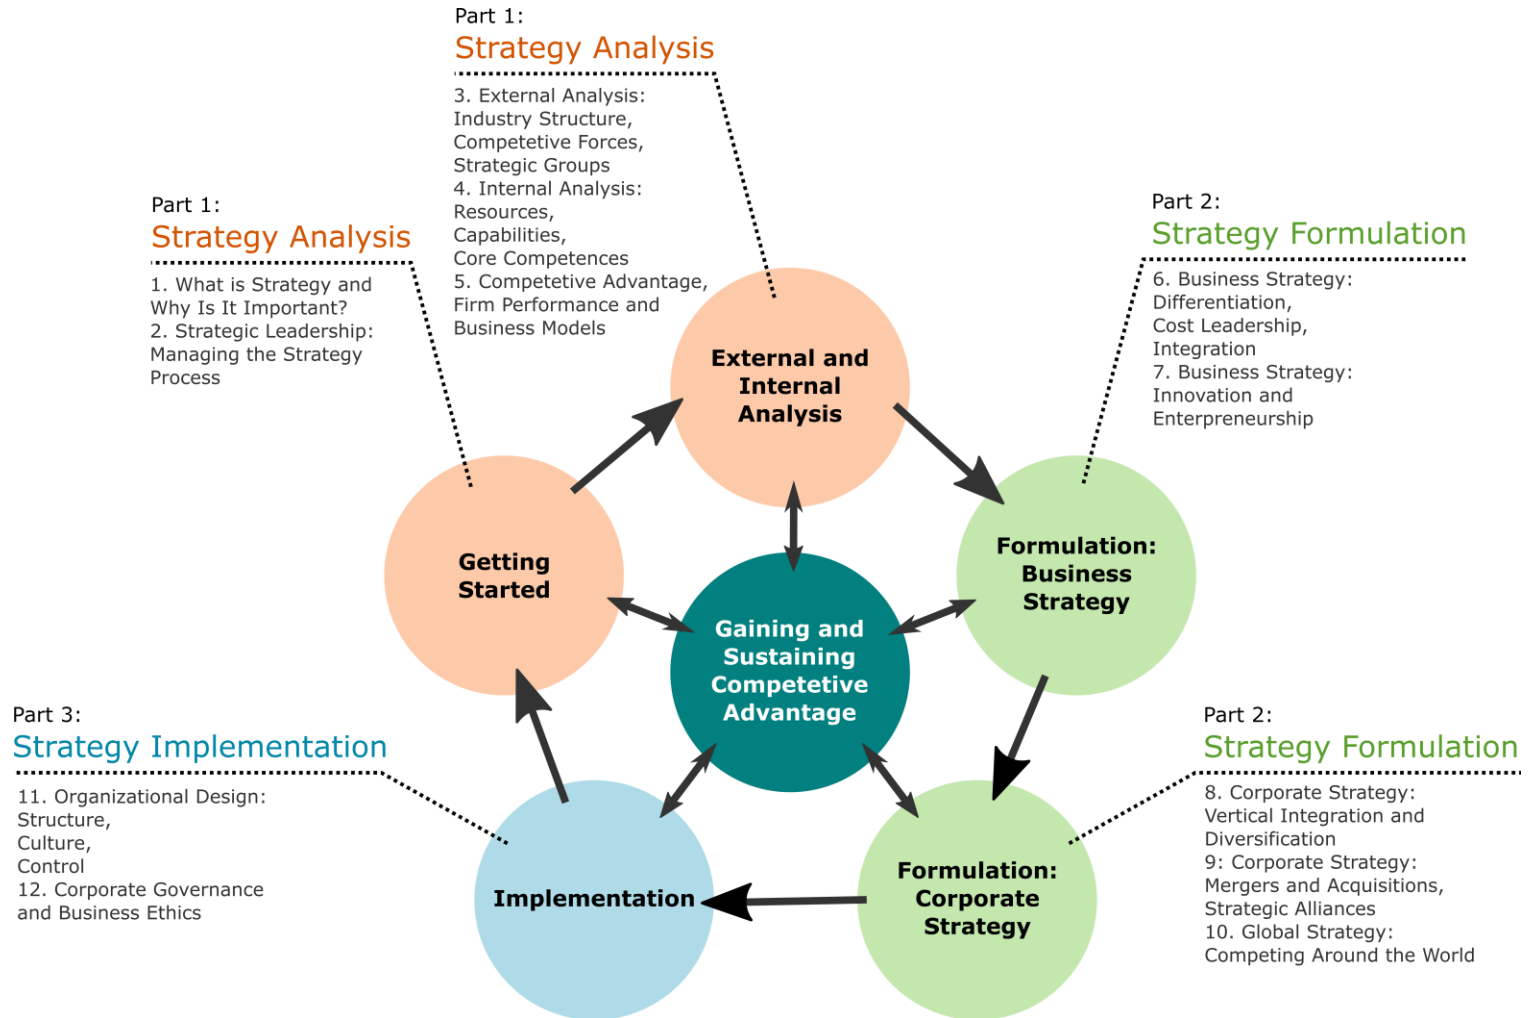 Part 1:
Strategy Analysis
3. External Analysis:
Industry Structure,
Competetive Forces,
Strategic Groups
4. Internal Analysis:
Resources,
Capabilities,
Core Competences
5. Competetive Advantage,
Firm Performance and
Business Models
Part 1:
Strategy Analysis
1. What is Strategy and
Why Is It Important?
2. Strategic Leadership:
Managing the Strategy
Process
Part 2:
Strategy Formulation
6. Business Strategy:
Differentiation,
Cost Leadership,
Integration
7. Business Strategy:
Innovation and
Enterpreneurship
External and
Internal
Analysis
Getting
Started
Formulation:
Business
Strategy
Gaining and
Sustaining
Competetive
Advantage
Part 3:
Strategy Implementation
11. Organizational Design:
Structure,
Culture,
Control
12. Corporate Governance
and Business Ethics
Implementation
Formulation:
Corporate
Strategy
Part 2:
Strategy Formulation
8. Corporate Strategy:
Vertical Integration and
Diversification
9: Corporate Strategy:
Mergers and Acquisitions,
Strategic Alliances
10. Global Strategy:
Competing Around the World